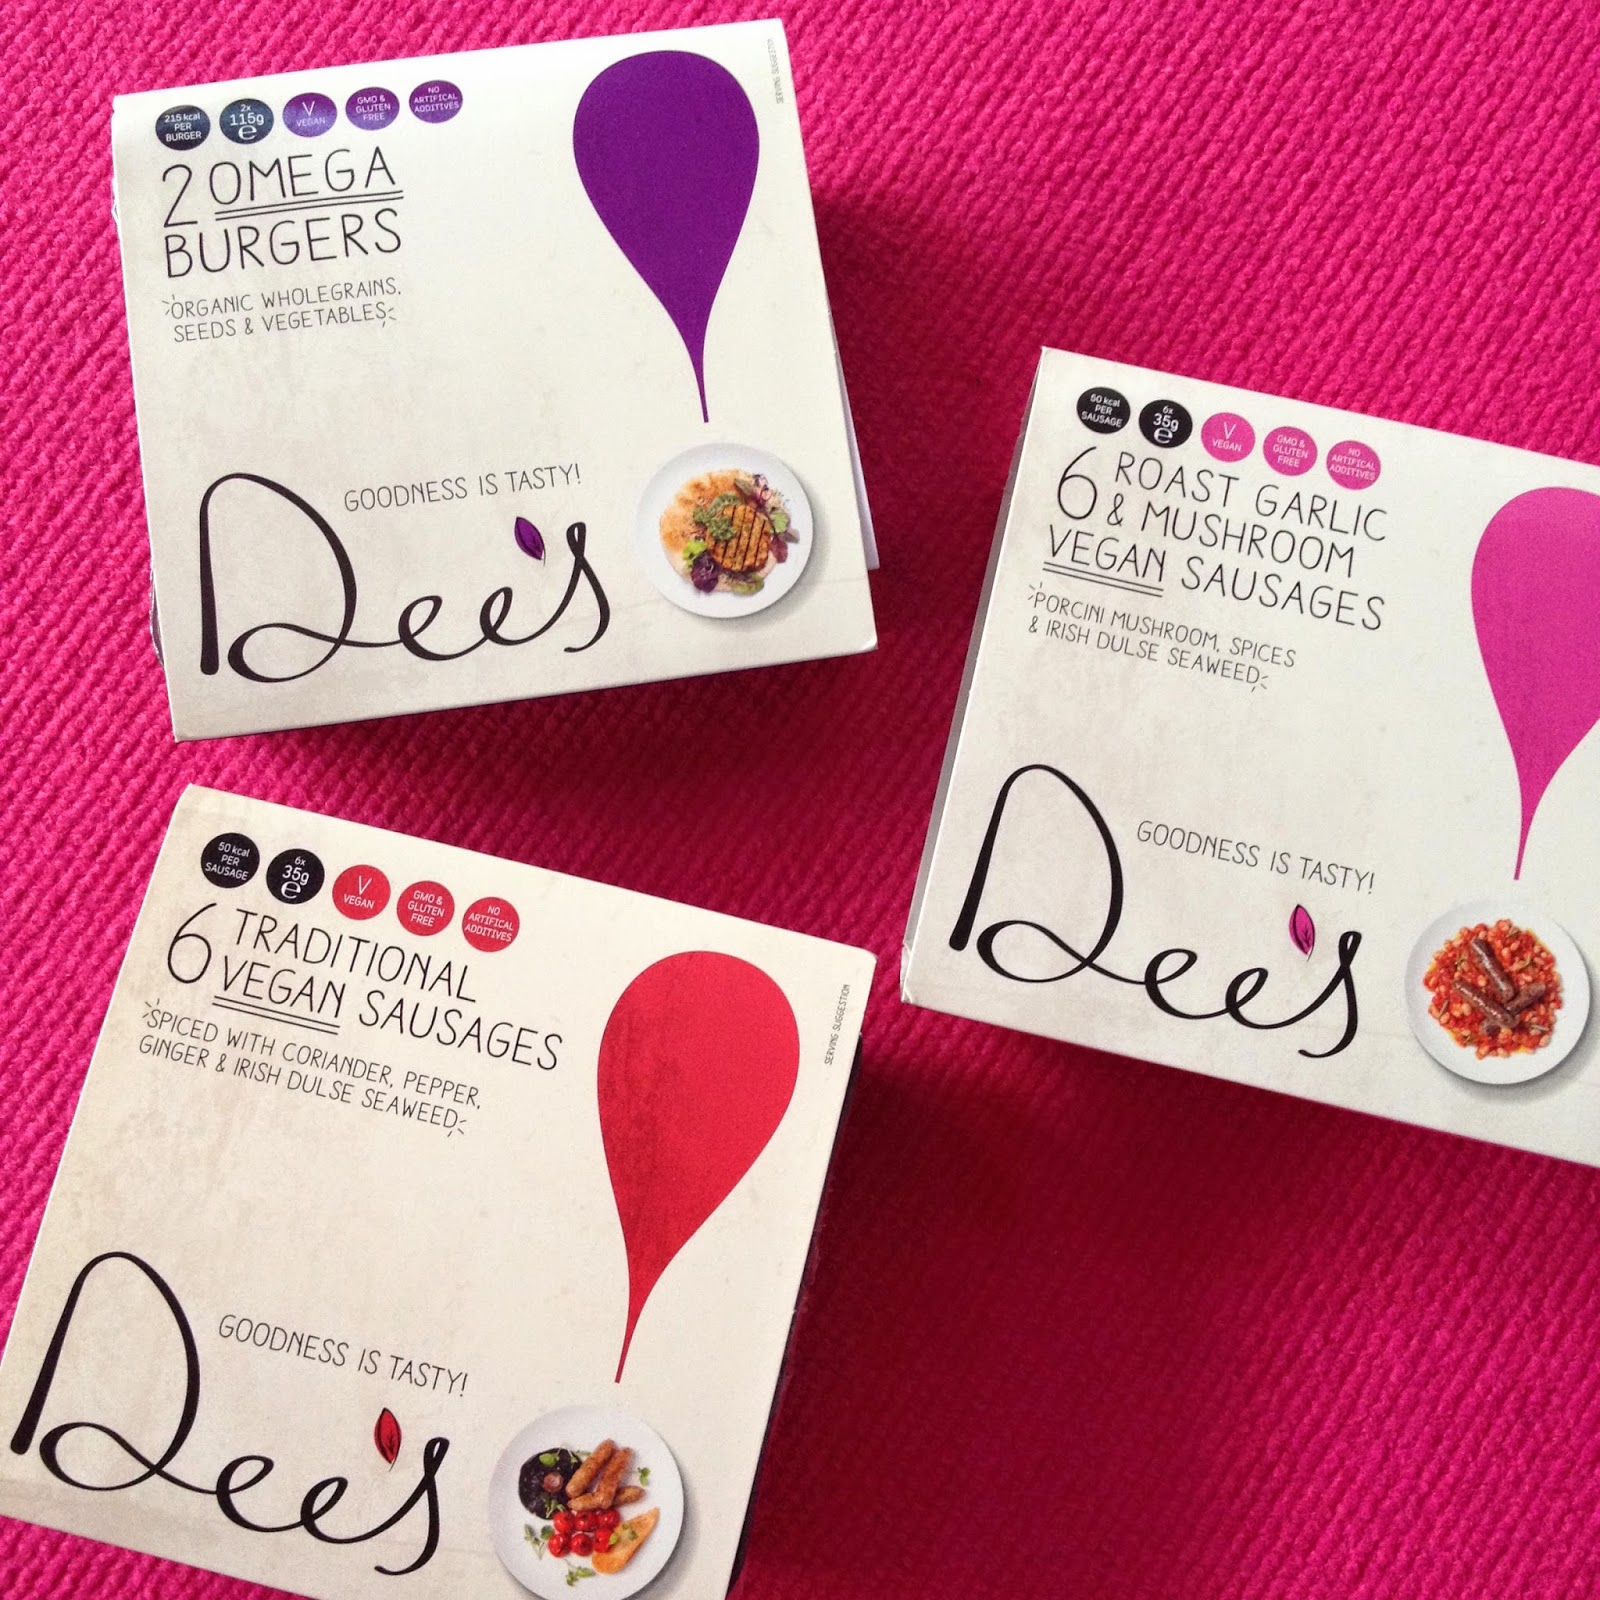 215 kcal
PER
BURGER
2x
115g
e
V
VEGAN
GMO &
GLUTEN
FREE
NO
ARTIFICAL
ADDITIVES
SERVING SUGGESTION
2 OMEGA
BURGERS
ORGANIC WHOLEGRAINS,
SEEDS & VEGETABLES
GOODNESS IS TASTY!
Dee's
60 kcal
PER
SAUSAGE
6x
35g
e
V
VEGAN
GMO &
GLUTEN
FREE
NO
ARTIFICAL
ADDITIVES
6 ROAST GARLIC
& MUSHROOM
VEGAN SAUSAGES
PORCINI MUSHROOM, SPICES
& IRISH DULSE SEAWEED
GOODNESS IS TASTY!
Dee's
50 kcal
PER
SAUSAGE
6x
35g
e
V
VEGAN
GMO &
GLUTEN
FREE
NO
ARTIFICAL
ADDITIVES
6 TRADITIONAL
VEGAN SAUSAGES
SPICED WITH CORIANDER, PEPPER,
GINGER & IRISH DULSE SEAWEED
SERVING SUGGESTION
GOODNESS IS TASTY!
Dee's